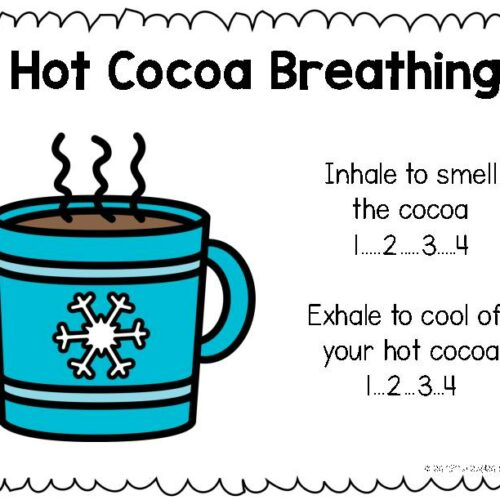 Hot Cocoa Breathing
Inhale to smell
the cocoa
1.....2.....3.....4
Exhale to cool of
your hot cocoa
1...2...3...4